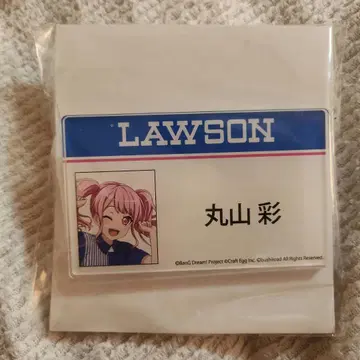 LAWSON
丸山 彩
©BanG Dream! Project ©Craft Egg Inc. ©bushiroad All Rights Reserved.